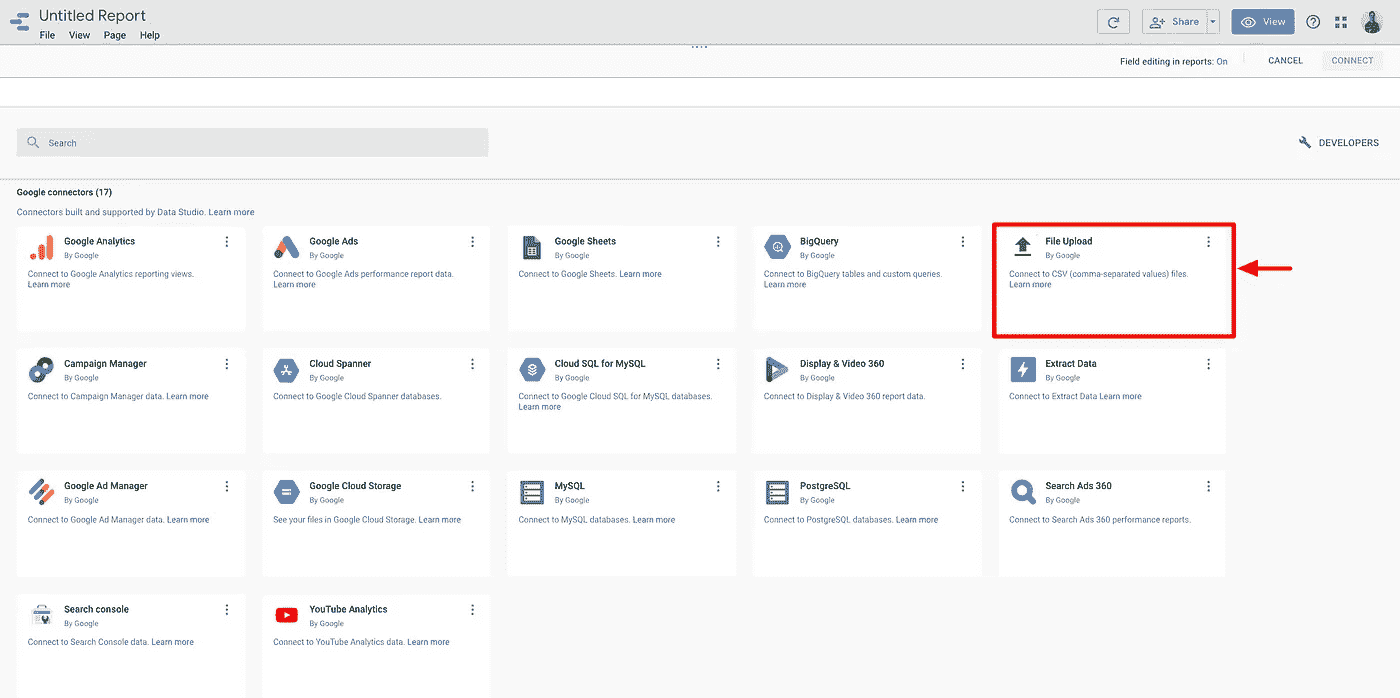 Untitled Report
File View Page Help
Share
View
Field editing in reports: On
CANCEL
CONNECT
Search
DEVELOPERS
Google connectors (17)
Connectors built and supported by Data Studio. Learn more
Google Analytics
By Google
Connect to Google Analytics reporting views.
Learn more
Google Ads
By Google
Connect to Google Ads performance report data.
Learn more
Google Sheets
By Google
Connect to Google Sheets. Learn more
BigQuery
By Google
Connect to BigQuery tables and custom queries.
Learn more
File Upload
By Google
Connect to CSV (comma-separated values) files.
Learn more
Campaign Manager
By Google
Connect to Campaign Manager data. Learn more
Cloud Spanner
By Google
Connect to Google Cloud Spanner databases.
Cloud SQL for MySQL
By Google
Connect to Google Cloud SQL for MySQL databases.
Learn more
Display & Video 360
By Google
Connect to Display & Video 360 report data.
Extract Data
By Google
Connect to Extract Data Learn more
Google Ad Manager
By Google
Connect to Google Ad Manager data. Learn more
Google Cloud Storage
By Google
See your files in Google Cloud Storage. Learn more
MySQL
By Google
Connect to MySQL databases. Learn more
PostgreSQL
By Google
Connect to PostgreSQL databases. Learn more
Search Ads 360
By Google
Connect to Search Ads 360 performance reports.
Search console
By Google
Connect to Search Console data. Learn more
YouTube Analytics
By Google
Connect to YouTube Analytics data. Learn more